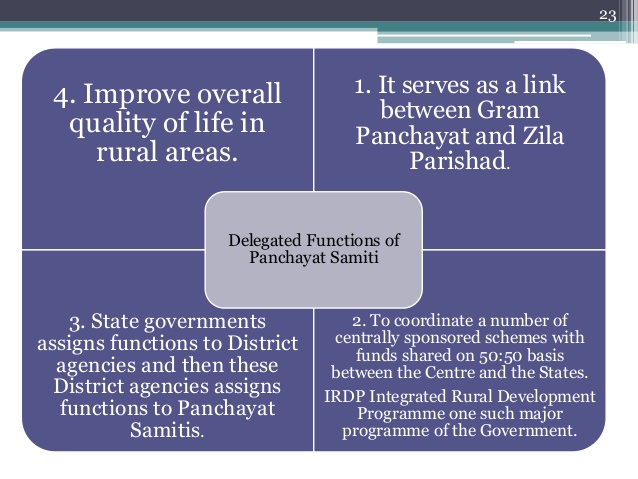 23
4. Improve overall
quality of life in
rural areas.
1. It serves as a link
between Gram
Panchayat and Zila
Parishad.
Delegated Functions of
Panchayat Samiti
3. State governments
assigns functions to District
agencies and then these
District agencies assigns
functions to Panchayat
Samitis.
2. To coordinate a number of
centrally sponsored schemes with
funds shared on 50:50 basis
between the Centre and the States.
IRDP Integrated Rural Development
Programme one such major
programme of the Government.